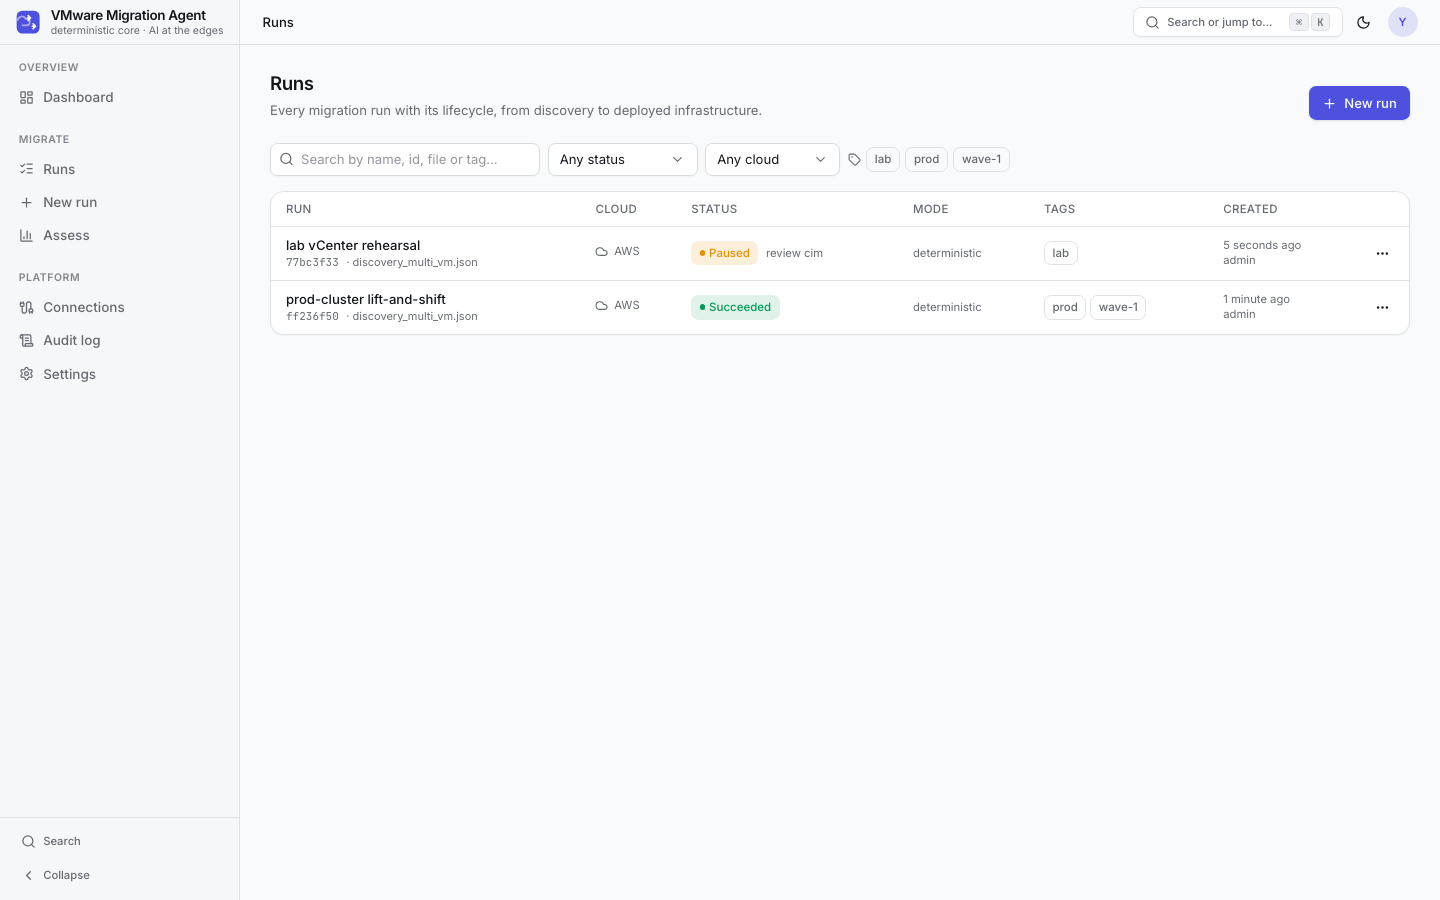 VMware Migration Agent
deterministic core · AI at the edges
Runs
Search or jump to...
⌘ K
Y
OVERVIEW
Dashboard
MIGRATE
Runs
New run
Assess
PLATFORM
Connections
Audit log
Settings
Search
Collapse
Runs
Every migration run with its lifecycle, from discovery to deployed infrastructure.
New run
Search by name, id, file or tag...
Any status
Any cloud
lab prod wave-1
RUN CLOUD STATUS MODE TAGS CREATED
lab vCenter rehearsal
77bc3f33 · discovery_multi_vm.json
AWS
Paused review cim
deterministic
lab
5 seconds ago
admin
prod-cluster lift-and-shift
ff236f50 · discovery_multi_vm.json
AWS
Succeeded
deterministic
prod wave-1
1 minute ago
admin